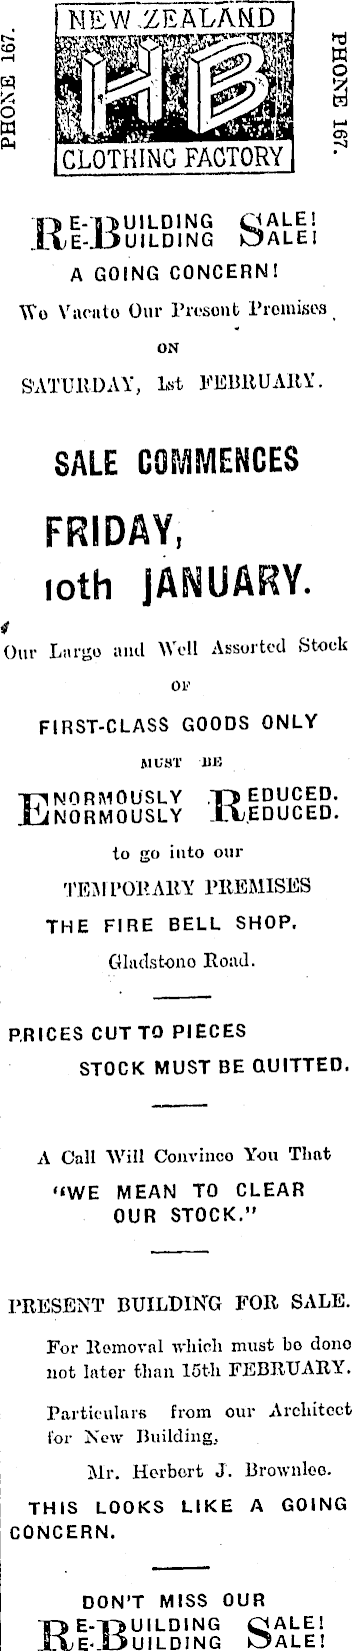 PHONE 167.
NEW ZEALAND
HB
CLOTHING FACTORY
PHONE 167.
RE-BUILDING SALE!
RE-BUILDING SALE!
A GOING CONCERN!
We Vacate Our Present Premises
ON
SATURDAY, 1st FEBRUARY.
SALE COMMENCES
FRIDAY,
10th JANUARY.
Our Large and Well Assorted Stock
OF
FIRST-CLASS GOODS ONLY
MUST BE
ENORMOUSLY REDUCED.
ENORMOUSLY REDUCED.
to go into our
TEMPORARY PREMISES
THE FIRE BELL SHOP.
Gladstone Road.
PRICES CUT TO PIECES
STOCK MUST BE QUITTED.
A Call Will Convince You That
"WE MEAN TO CLEAR
OUR STOCK."
PRESENT BUILDING FOR SALE.
For Removal which must be done
not later than 15th FEBRUARY.
Particulars from our Architect
for New Building,
Mr. Herbert J. Brownlee.
THIS LOOKS LIKE A GOING
CONCERN.
DON'T MISS OUR
RE-BUILDING SALE!
RE-BUILDING SALE!